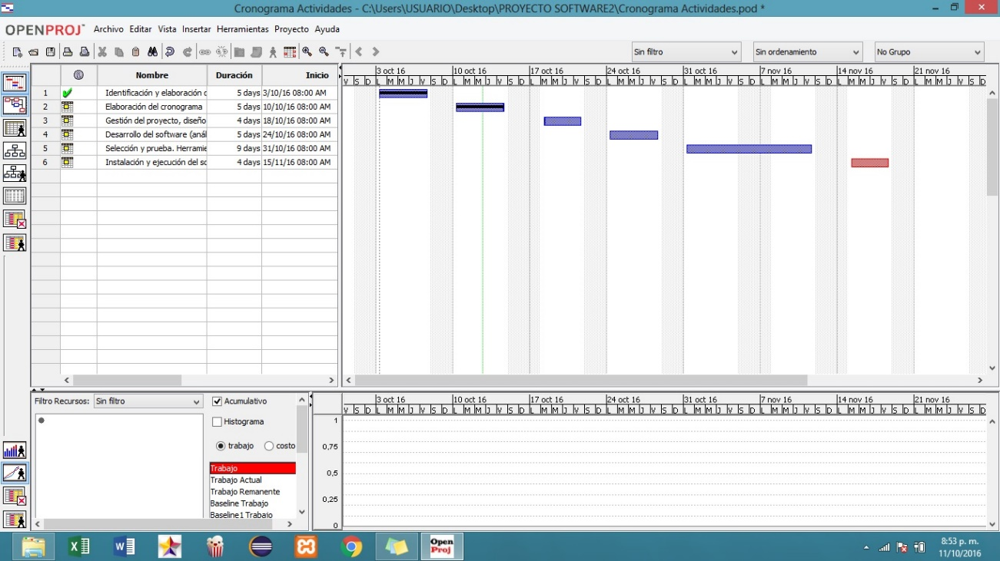 Cronograma Actividades - C:\Users\USUARIO\Desktop\PROYECTO SOFTWARE2\Cronograma Actividades.pod *
OPENPROJ Archivo Editar Vista Insertar Herramientas Proyecto Ayuda
Sin filtro Sin ordenamiento No Grupo
Nombre Duración Inicio
3 oct 16 10 oct 16 17 oct 16 24 oct 16 31 oct 16 7 nov 16 14 nov 16 21 nov 16
V S D L M M J V S D L M M J V S D L M M J V S D L M M J V S D L M M J V S D L M M J V S D L M M J V S D L M M J V S D
1 Identificación y elaboración d 5 days 3/10/16 08:00 AM
2 Elaboración del cronograma 5 days 10/10/16 08:00 AM
3 Gestión del proyecto, diseño 4 days 18/10/16 08:00 AM
4 Desarrollo del software (anál 5 days 24/10/16 08:00 AM
5 Selección y prueba. Herramie 9 days 31/10/16 08:00 AM
6 Instalación y ejecución del so 4 days 15/11/16 08:00 AM
Filtro Recursos: Sin filtro
Acumulativo
Histograma
trabajo costo
Trabajo
Trabajo Actual
Trabajo Remanente
Baseline Trabajo
Baseline1 Trabajo
3 oct 16 10 oct 16 17 oct 16 24 oct 16 31 oct 16 7 nov 16 14 nov 16 21 nov 16
V S D L M M J V S D L M M J V S D L M M J V S D L M M J V S D L M M J V S D L M M J V S D L M M J V S D L M M J V S D
1
0,75
0,5
0,25
0
Open
Proj
8:53 p. m.
11/10/2016